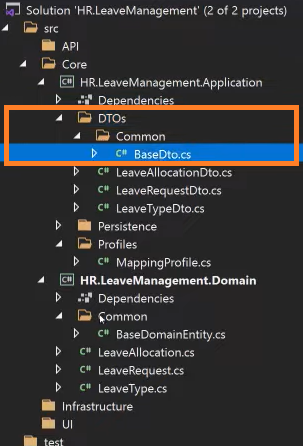 Solution 'HR.LeaveManagement' (2 of 2 projects)
src
API
Core
HR.LeaveManagement.Application
Dependencies
DTOs
Common
C# BaseDto.cs
C# LeaveAllocationDto.cs
C# LeaveRequestDto.cs
C# LeaveTypeDto.cs
Persistence
Profiles
C# MappingProfile.cs
C# HR.LeaveManagement.Domain
Dependencies
Common
C# BaseDomainEntity.cs
C# LeaveAllocation.cs
C# LeaveRequest.cs
C# LeaveType.cs
Infrastructure
UI
test